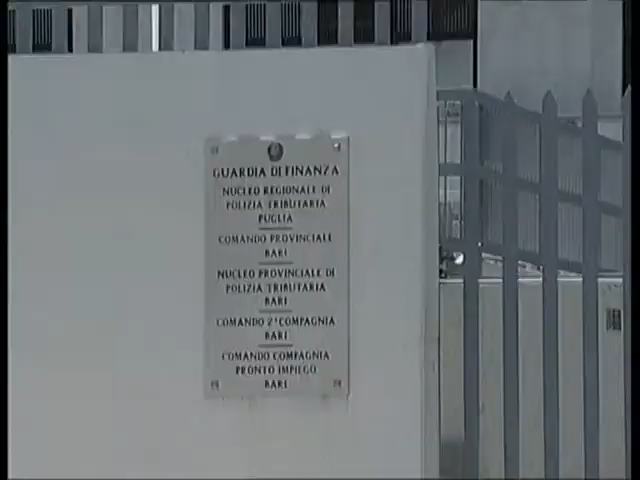 GUARDIA DI FINANZA
NUCLEO REGIONALE DI
POLIZIA TRIBUTARIA
PUGLIA
COMANDO PROVINCIALE
BARI
NUCLEO PROVINCIALE DI
POLIZIA TRIBUTARIA
BARI
COMANDO 2ª COMPAGNIA
BARI
COMANDO COMPAGNIA
PRONTO IMPIEGO
BARI